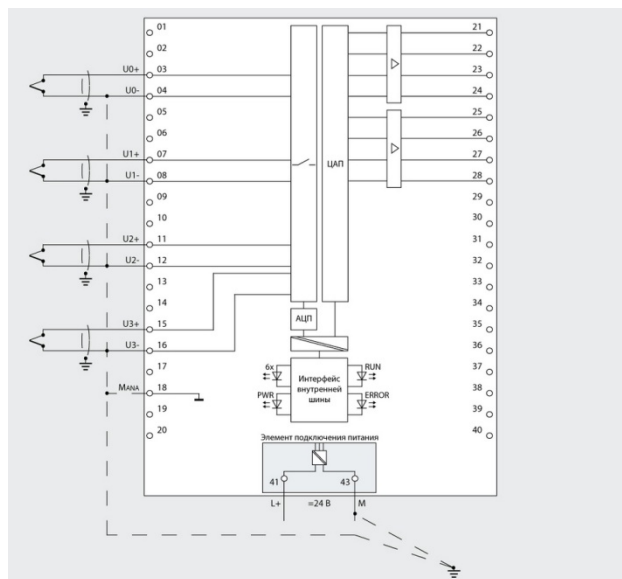 01 21
02 22
U0+ 03 23
U0- 04 24
05 25
06 26
U1+ 07 ЦАП 27
U1- 08 28
09 29
10 30
U2+ 11 31
U2- 12 32
13 33
14 34
U3+ 15 АЦП 35
U3- 16 36
17 6x RUN 37
MANA 18 Интерфейс внутренней шины 38
19 PWR ERROR 39
20 40
Элемент подключения питания
41 43
L+ =24 В M